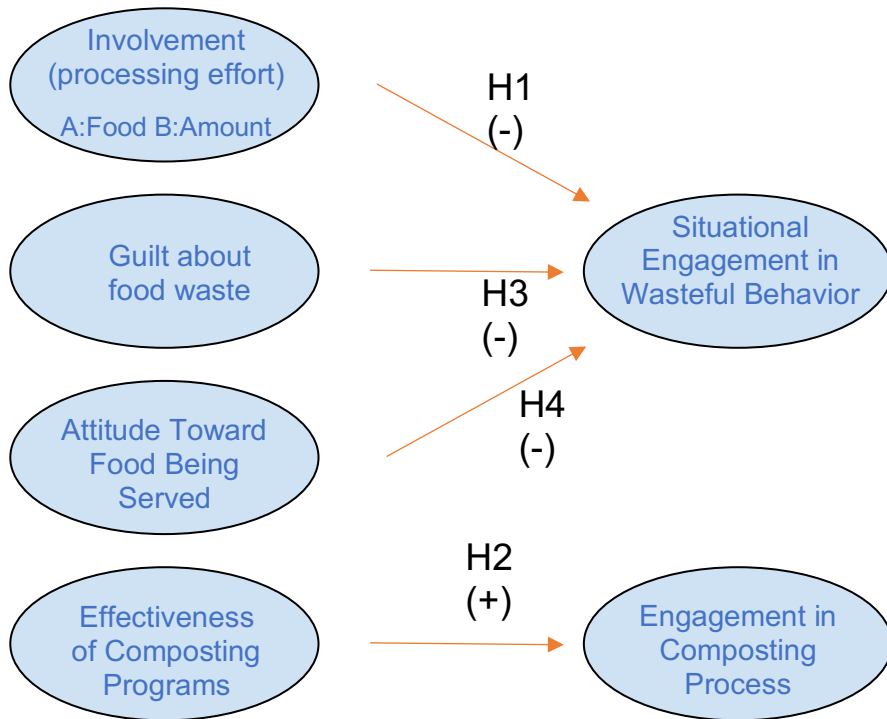 Involvement
(processing effort)
A:Food B:Amount
H1
(-)
Guilt about
food waste
H3
(-)
Situational
Engagement in
Wasteful Behavior
Attitude Toward
Food Being
Served
H4
(-)
Effectiveness
of Composting
Programs
H2
(+)
Engagement in
Composting
Process